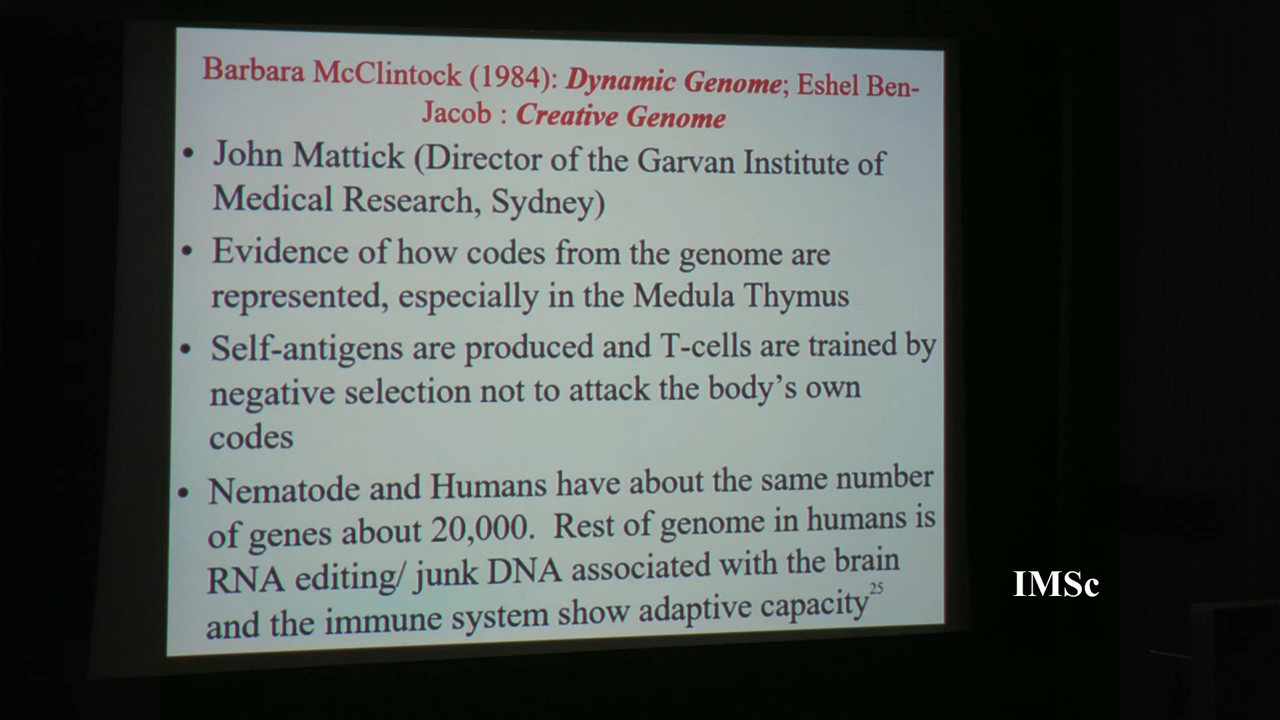 Barbara McClintock (1984): Dynamic Genome; Eshel Ben-
Jacob : Creative Genome
• John Mattick (Director of the Garvan Institute of
Medical Research, Sydney)
• Evidence of how codes from the genome are
represented, especially in the Medula Thymus
• Self-antigens are produced and T-cells are trained by
negative selection not to attack the body's own
codes
• Nematode and Humans have about the same number
of genes about 20,000. Rest of genome in humans is
RNA editing/ junk DNA associated with the brain
and the immune system show adaptive capacity
25
IMSc